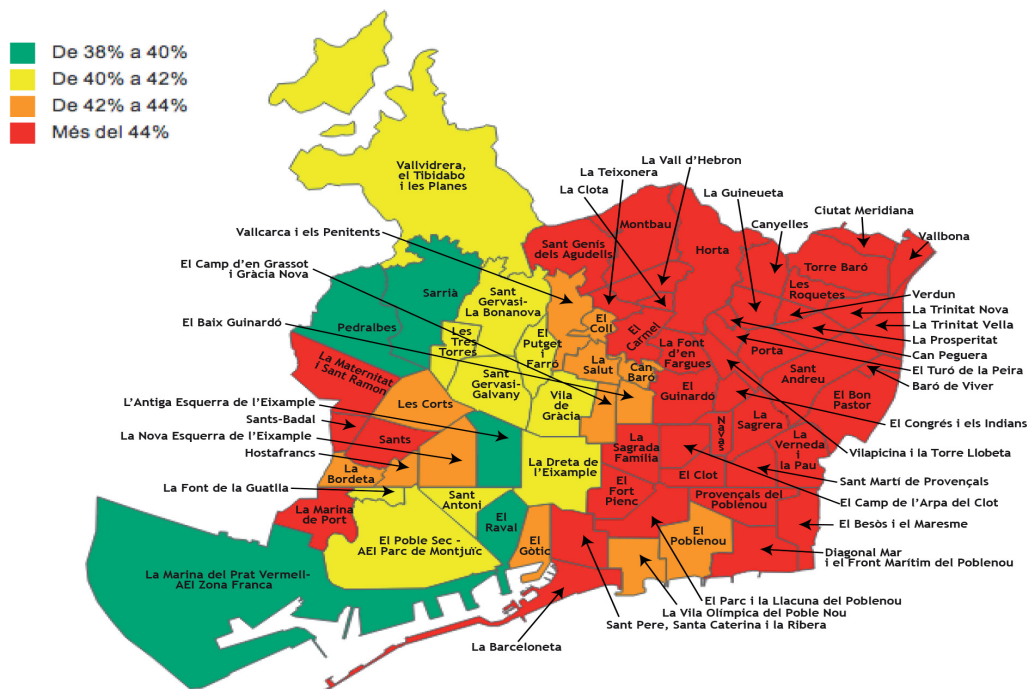 De 38% a 40%
De 40% a 42%
De 42% a 44%
Més del 44%
Vallvidrera,
el Tibidabo
i les Planes
La Vall d'Hebron
La Teixonera
La Clota
La Guineueta
Canyelles
Ciutat Meridiana
Vallbona
Vallcarca i els Penitents
El Camp d'en Grassot
i Gràcia Nova
El Baix Guinardó
Montbau
Horta
Sant Genís
dels Agudells
Torre Baró
Les
Roquetes
Verdun
La Trinitat Nova
La Trinitat Vella
La Prosperitat
Can Peguera
El Turó de la Peira
Baró de Viver
Sarrià
Pedralbes
Sant
Gervasi-
La Bonanova
Les
Tres
Torres
El
Putget
i
Farró
El
Coll
El Carmel
La Font
d'en
Fargues
Porta
La
Salut
Can
Baró
Sant
Andreu
El Bon
Pastor
La Maternitat
i Sant Ramon
Sant
Gervasi-
Galvany
Vila
de
Gràcia
El
Guinardó
L'Antiga Esquerra de l'Eixample
Sants-Badal
La Nova Esquerra de l'Eixample
Hostafrancs
La Font de la Guatlla
Les Corts
Sants
La
Bordeta
La Marina
de Port
La Dreta de
l'Eixample
La
Sagrada
Família
Navas
La
Sagrera
La
Verneda
i
la Pau
El Congrés i els Indians
Vilapicina i la Torre Llobeta
Sant Martí de Provençals
El Camp de l'Arpa del Clot
El Besòs i el Maresme
Diagonal Mar
i el Front Marítim del Poblenou
El Clot
El
Fort
Pienc
Provençals del
Poblenou
El
Poblenou
Sant
Antoni
El
Raval
El
Gòtic
El Poble Sec -
AEI Parc de Montjuïc
La Marina del Prat Vermell-
AEI Zona Franca
El Parc i la Llacuna del Poblenou
La Vila Olímpica del Poble Nou
Sant Pere, Santa Caterina i la Ribera
La Barceloneta